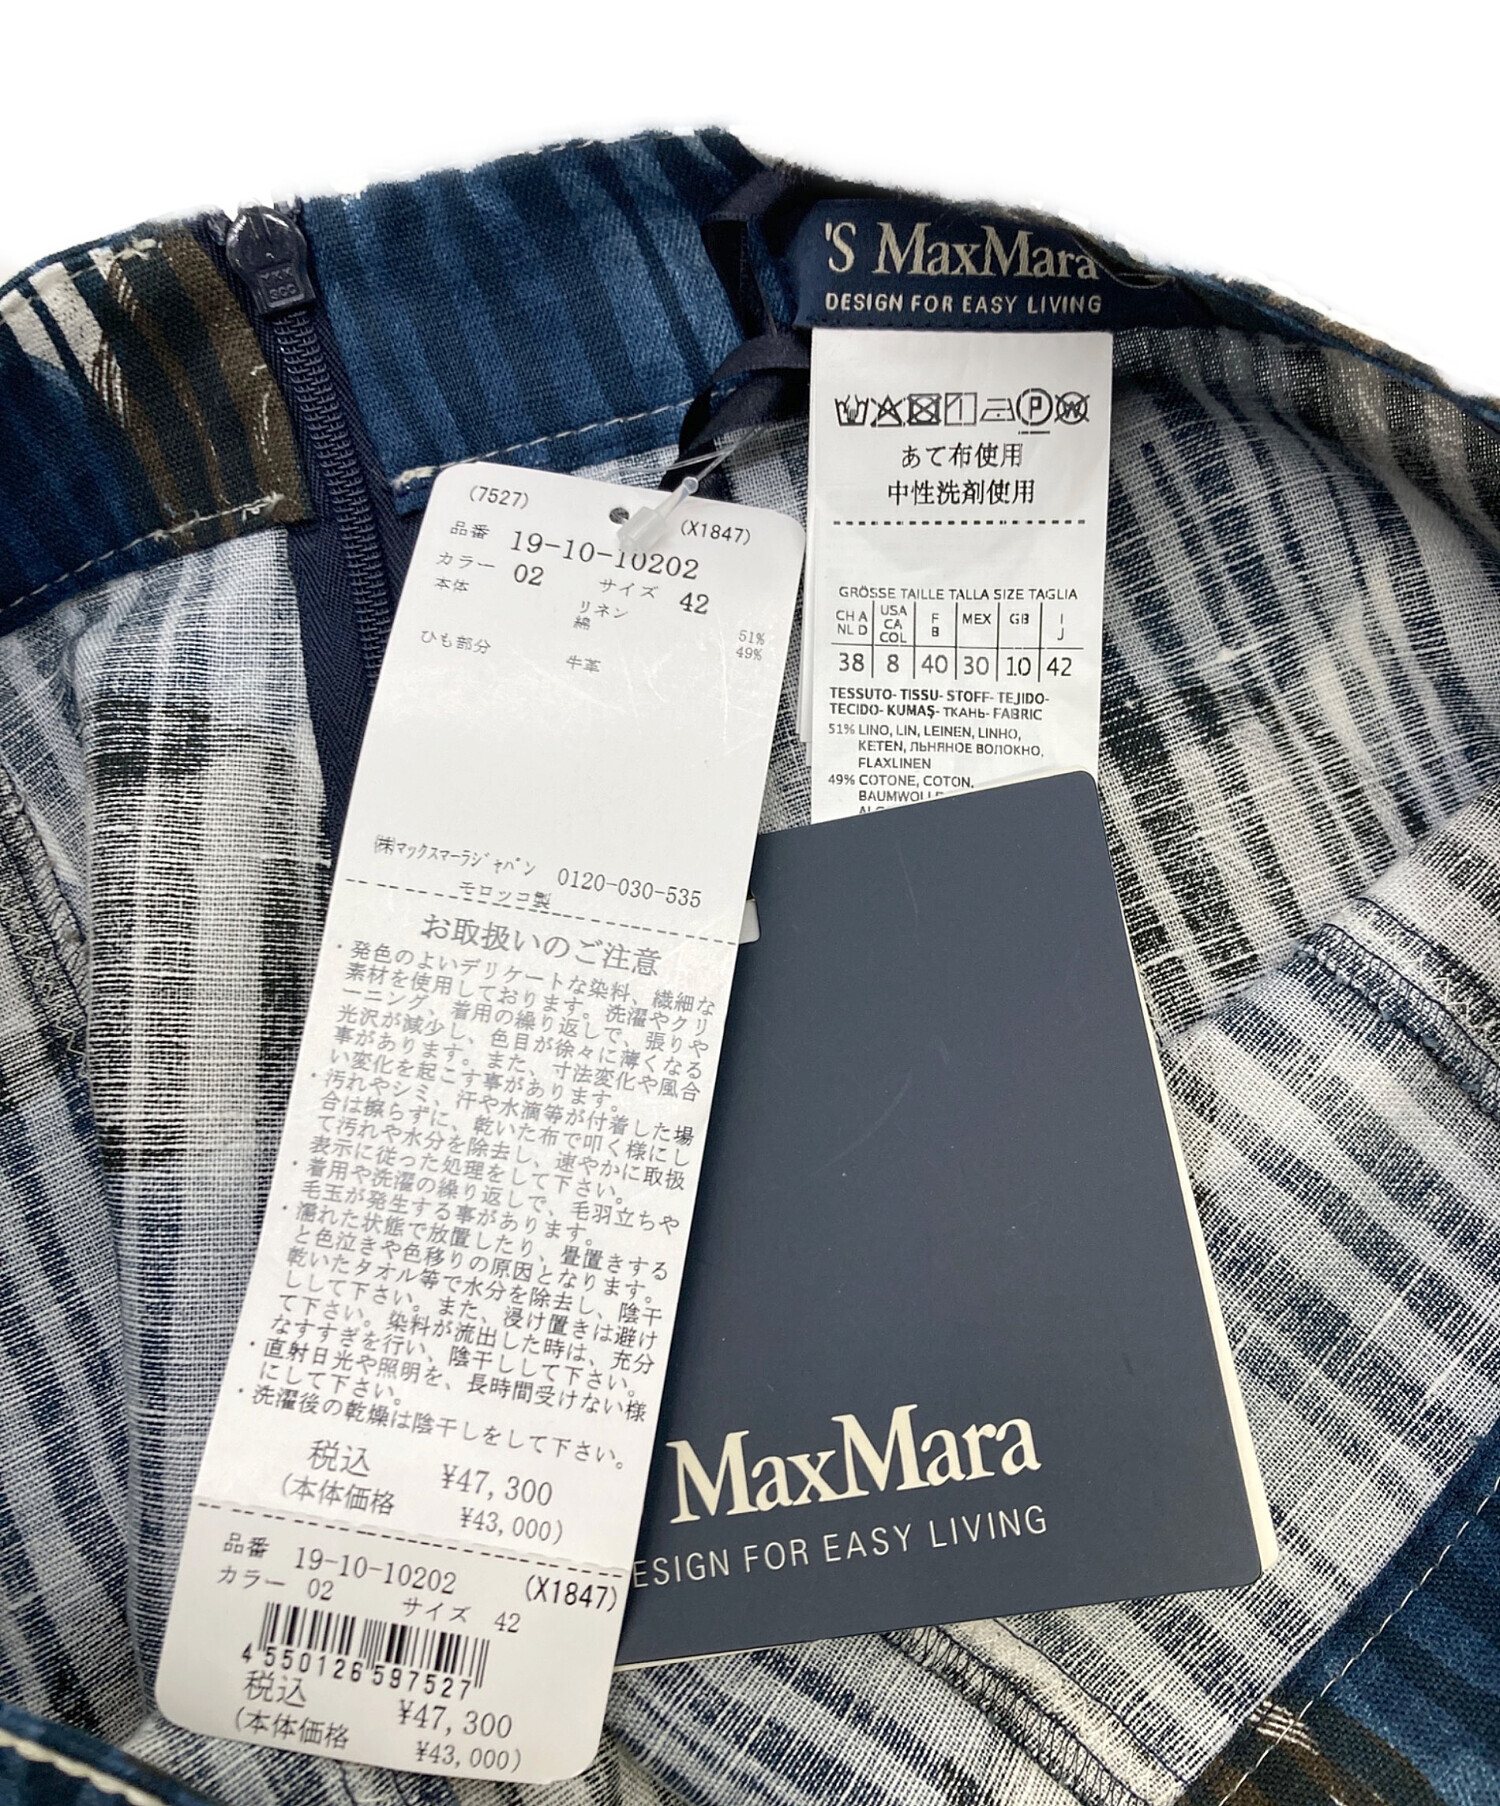 'S MaxMara
DESIGN FOR EASY LIVING
あて布使用
中性洗剤使用
GRÖSSE TAILLE TALLA SIZE TAGLIA
CH A NL D
USA CA COL
F B
MEX
GB
I J
38 8 40 30 10 42
TESSUTO- TISSU- STOFF- TEJIDO-
TECIDO- KUMAŞ- ТКАНЬ- FABRIC
51% LINO, LIN, LEINEN, LINHO,
KETEN, ЛЬНЯНОЕ ВОЛОКНО,
FLAXLINEN
49% COTONE, COTON,
(7527)
(X1847)
品番 19-10-10202
カラー 02 サイズ 42
本体 リネン 51%
綿 49%
ひも部分 牛革
㈱マックスマーラジャパン 0120-030-535
モロッコ製
お取扱いのご注意
・発色のよいデリケートな染料、繊細な
素材を使用しております。洗濯やクリ
ーニング、着用の繰り返しで、張りや
光沢が減少し、色目が徐々に薄くなる
事があります。また、寸法変化や風合
い変化を起こす事があります。
・汚れやシミ、汗や水滴等が付着した場
合は擦らずに、乾いた布で叩く様にし
て汚れや水分を除去し、速やかに取扱
表示に従った処理をして下さい。
・着用や洗濯の繰り返しで、毛羽立ちや
毛玉が発生する事があります。
・濡れた状態で放置したり、畳置きする
と色泣きや色移りの原因となります。
乾いたタオル等で水分を除去し、陰干
しして下さい。また、浸け置きは避け
て下さい。染料が流出した時は、充分
なすすぎを行い、陰干しして下さい。
・直射日光や照明を、長時間受けない様
にして下さい。
・洗濯後の乾燥は陰干しをして下さい。
税込 ¥47,300
(本体価格 ¥43,000)
品番 19-10-10202 (X1847)
カラー 02 サイズ 42
4 550126 597527
税込 ¥47,300
(本体価格 ¥43,000)
MaxMara
ESIGN FOR EASY LIVING